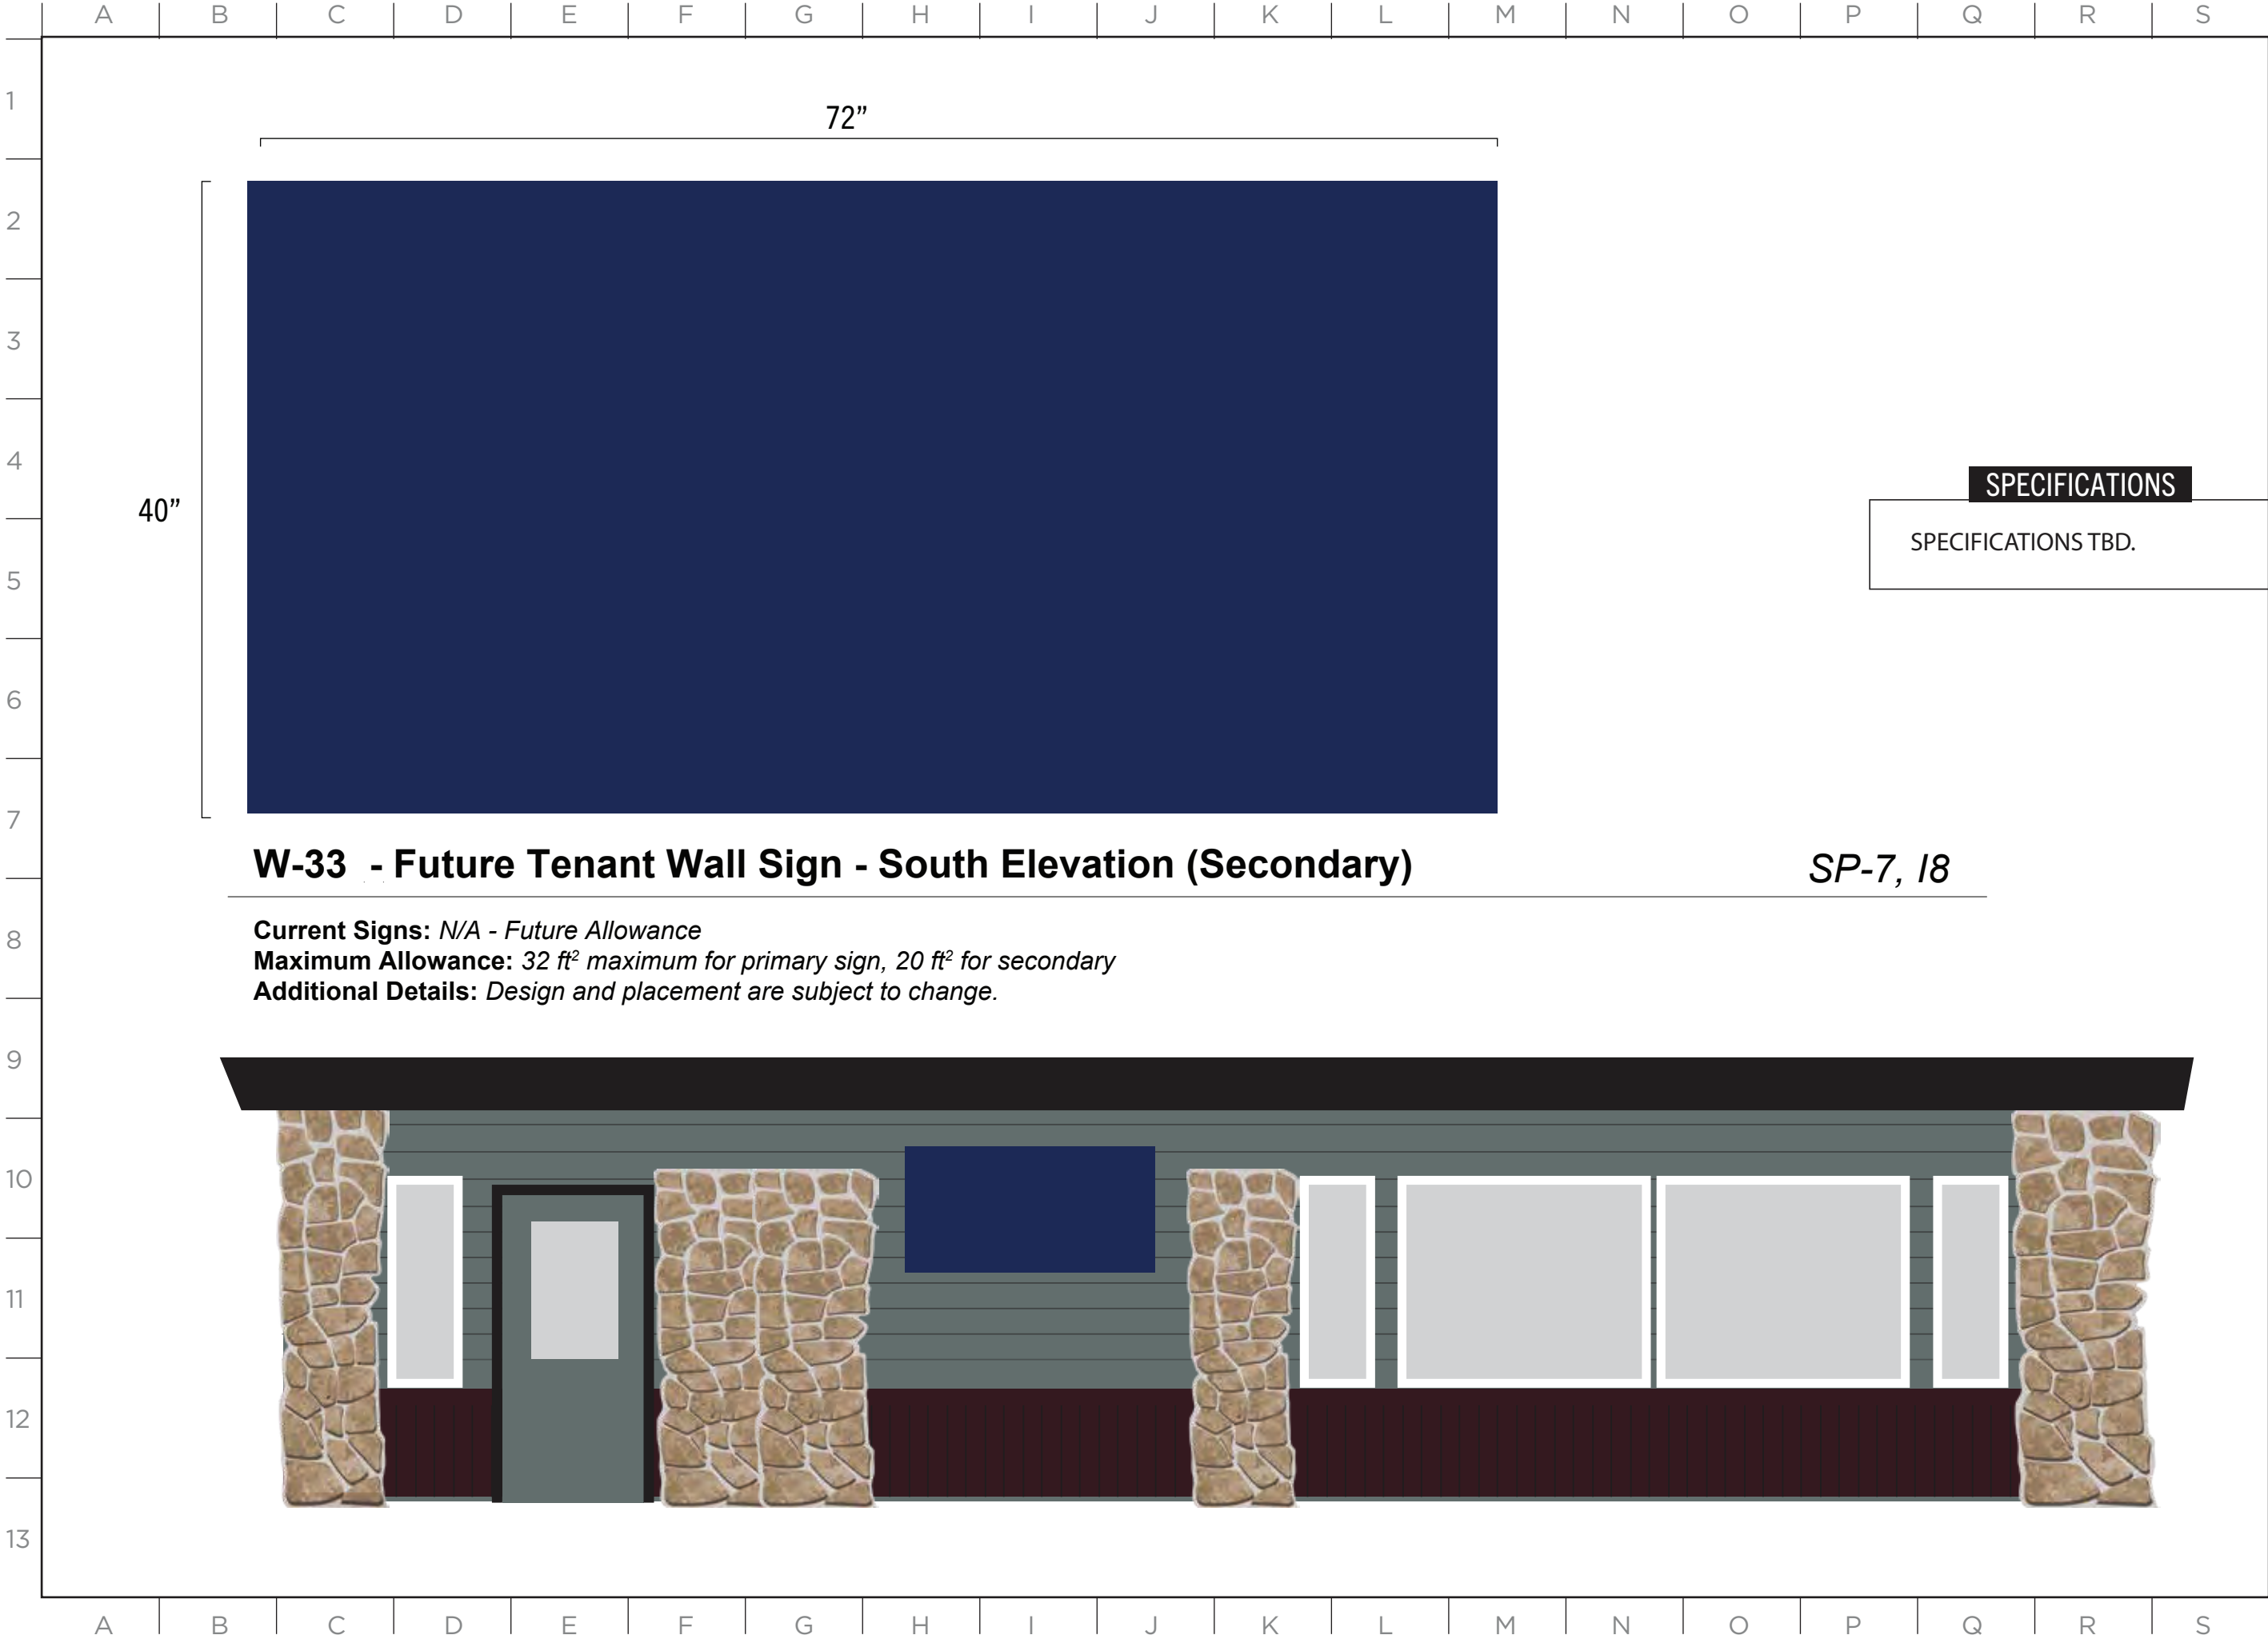 A B C D E F G H I J K L M N O P Q R S
1
72”
2
3
4
SPECIFICATIONS
40”
SPECIFICATIONS TBD.
5
6
7
W-33 - Future Tenant Wall Sign - South Elevation (Secondary)
SP-7, I8
8
Current Signs: N/A - Future Allowance
Maximum Allowance: 32 ft² maximum for primary sign, 20 ft² for secondary
Additional Details: Design and placement are subject to change.
9
10
11
12
13
A B C D E F G H I J K L M N O P Q R S